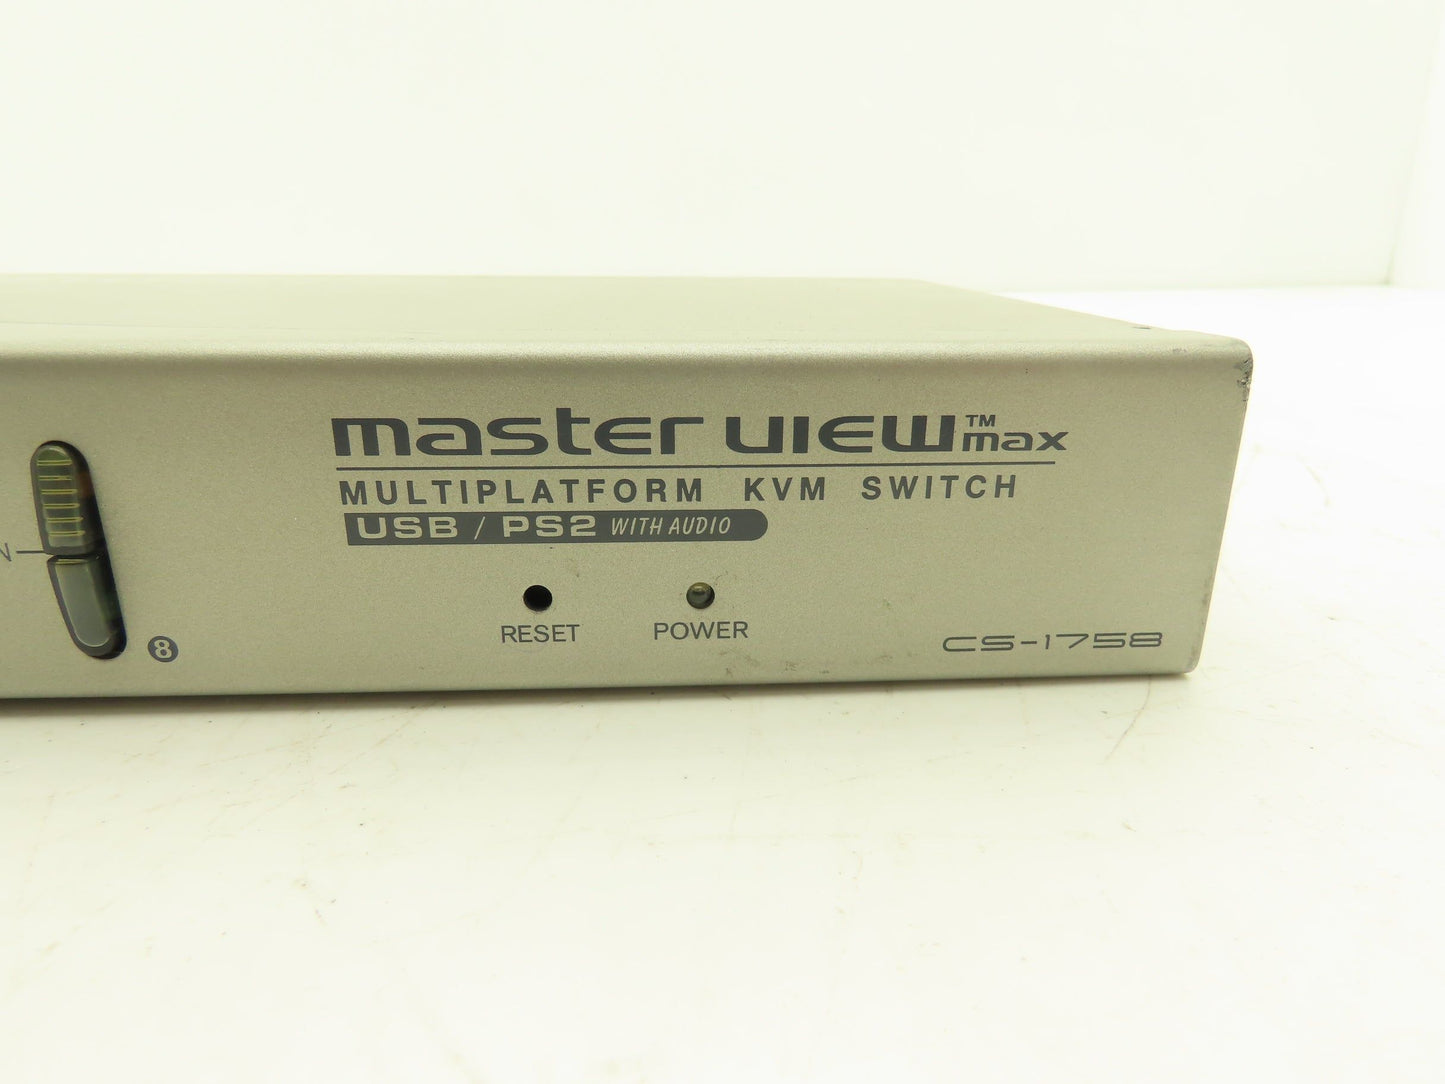 master VIEW™ max
MULTIPLATFORM KVM SWITCH
USB / PS2 WITH AUDIO
N
8
RESET
POWER
CS-1758